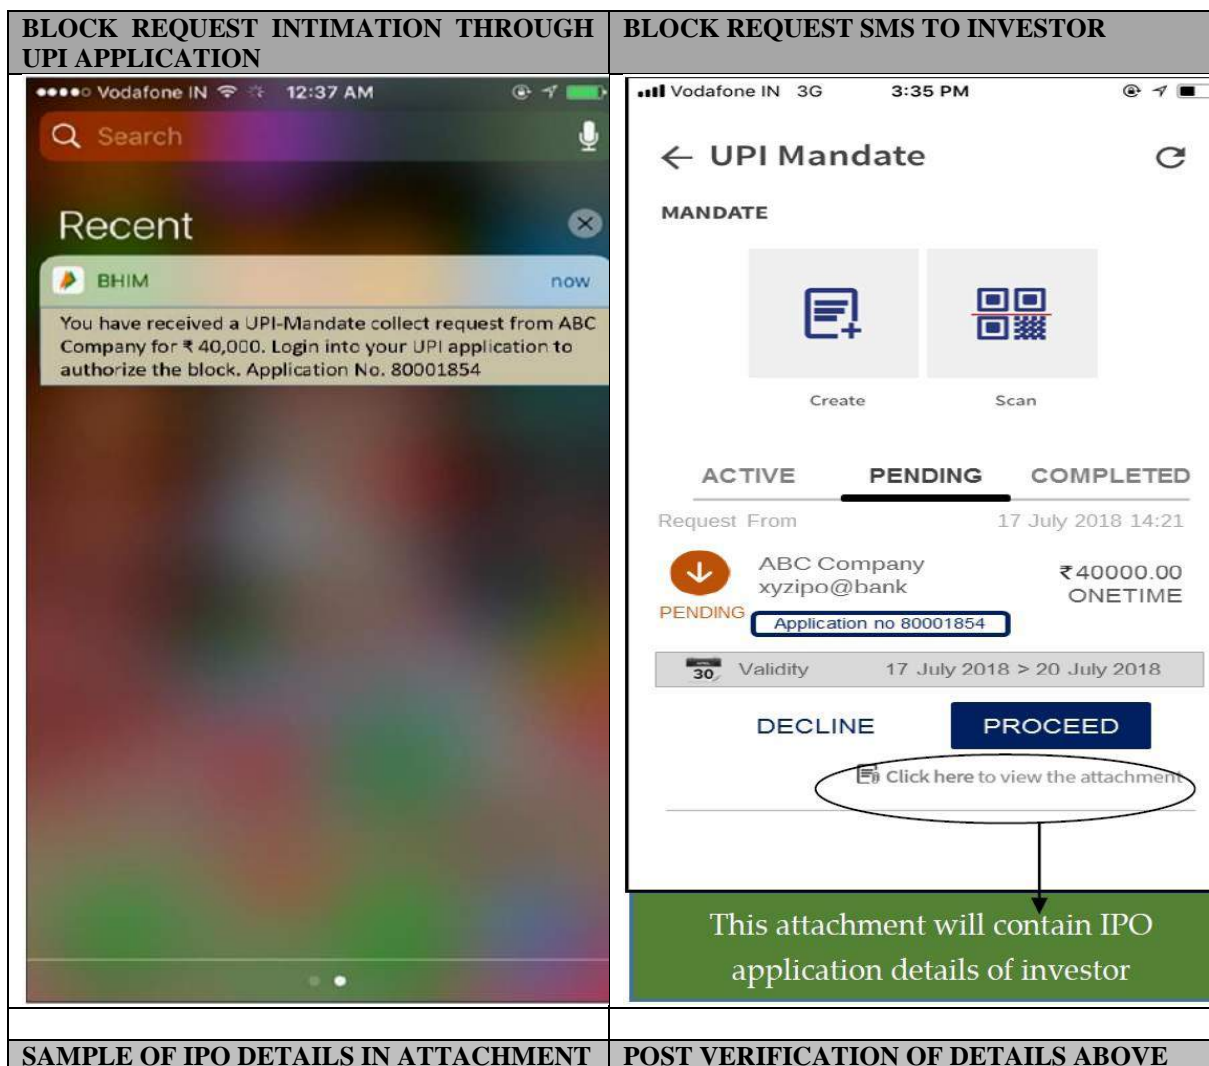 BLOCK REQUEST INTIMATION THROUGH
UPI APPLICATION
BLOCK REQUEST SMS TO INVESTOR
Vodafone IN 12:37 AM
Search
Recent
BHIM now
You have received a UPI-Mandate collect request from ABC
Company for ₹ 40,000. Login into your UPI application to
authorize the block. Application No. 80001854
Vodafone IN 3G 3:35 PM
← UPI Mandate
MANDATE
Create Scan
ACTIVE PENDING COMPLETED
Request From 17 July 2018 14:21
ABC Company ₹40000.00
xyzipo@bank ONETIME
PENDING
Application no 80001854
30 Validity 17 July 2018 > 20 July 2018
DECLINE PROCEED
Click here to view the attachment
This attachment will contain IPO
application details of investor
SAMPLE OF IPO DETAILS IN ATTACHMENT
POST VERIFICATION OF DETAILS ABOVE